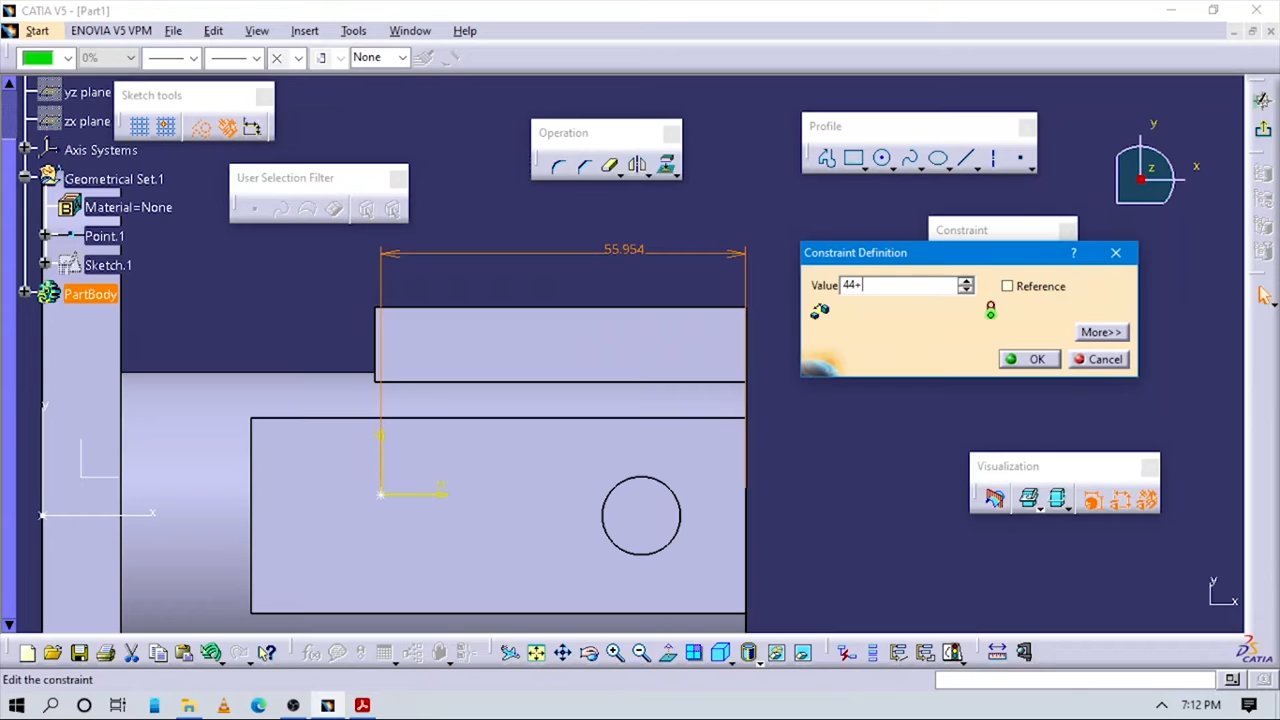 CATIA V5 - [Part1]
Start ENOVIA V5 VPM File Edit View Insert Tools Window Help
0% None
yz plane
zx plane
Axis Systems
Geometrical Set.1
Material=None
Point.1
Sketch.1
PartBody
Sketch tools
User Selection Filter
Operation
Profile
y
x
z
Constraint
Constraint Definition ?
Value 44+
Reference
More>>
OK Cancel
55.954
Visualization
y
x
H
y
x
DS CATIA
Edit the constraint
7:12 PM